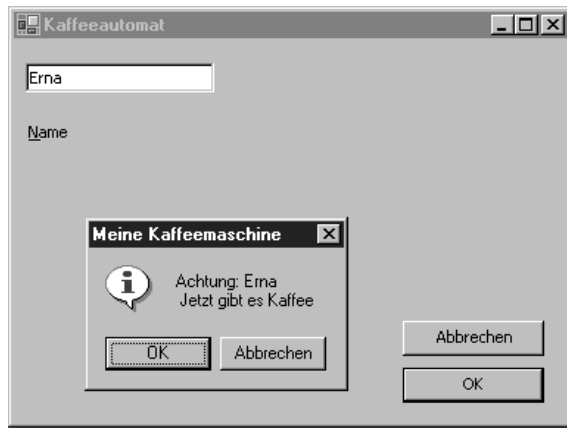 Kaffeeautomat
Erna
Name
Meine Kaffeemaschine
Achtung: Erna
Jetzt gibt es Kaffee
OK
Abbrechen
Abbrechen
OK